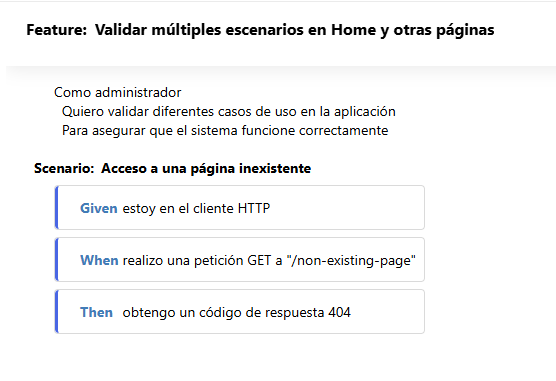 Feature: Validar múltiples escenarios en Home y otras páginas
Como administrador
Quiero validar diferentes casos de uso en la aplicación
Para asegurar que el sistema funcione correctamente
Scenario: Acceso a una página inexistente
Given estoy en el cliente HTTP
When realizo una petición GET a "/non-existing-page"
Then obtengo un código de respuesta 404